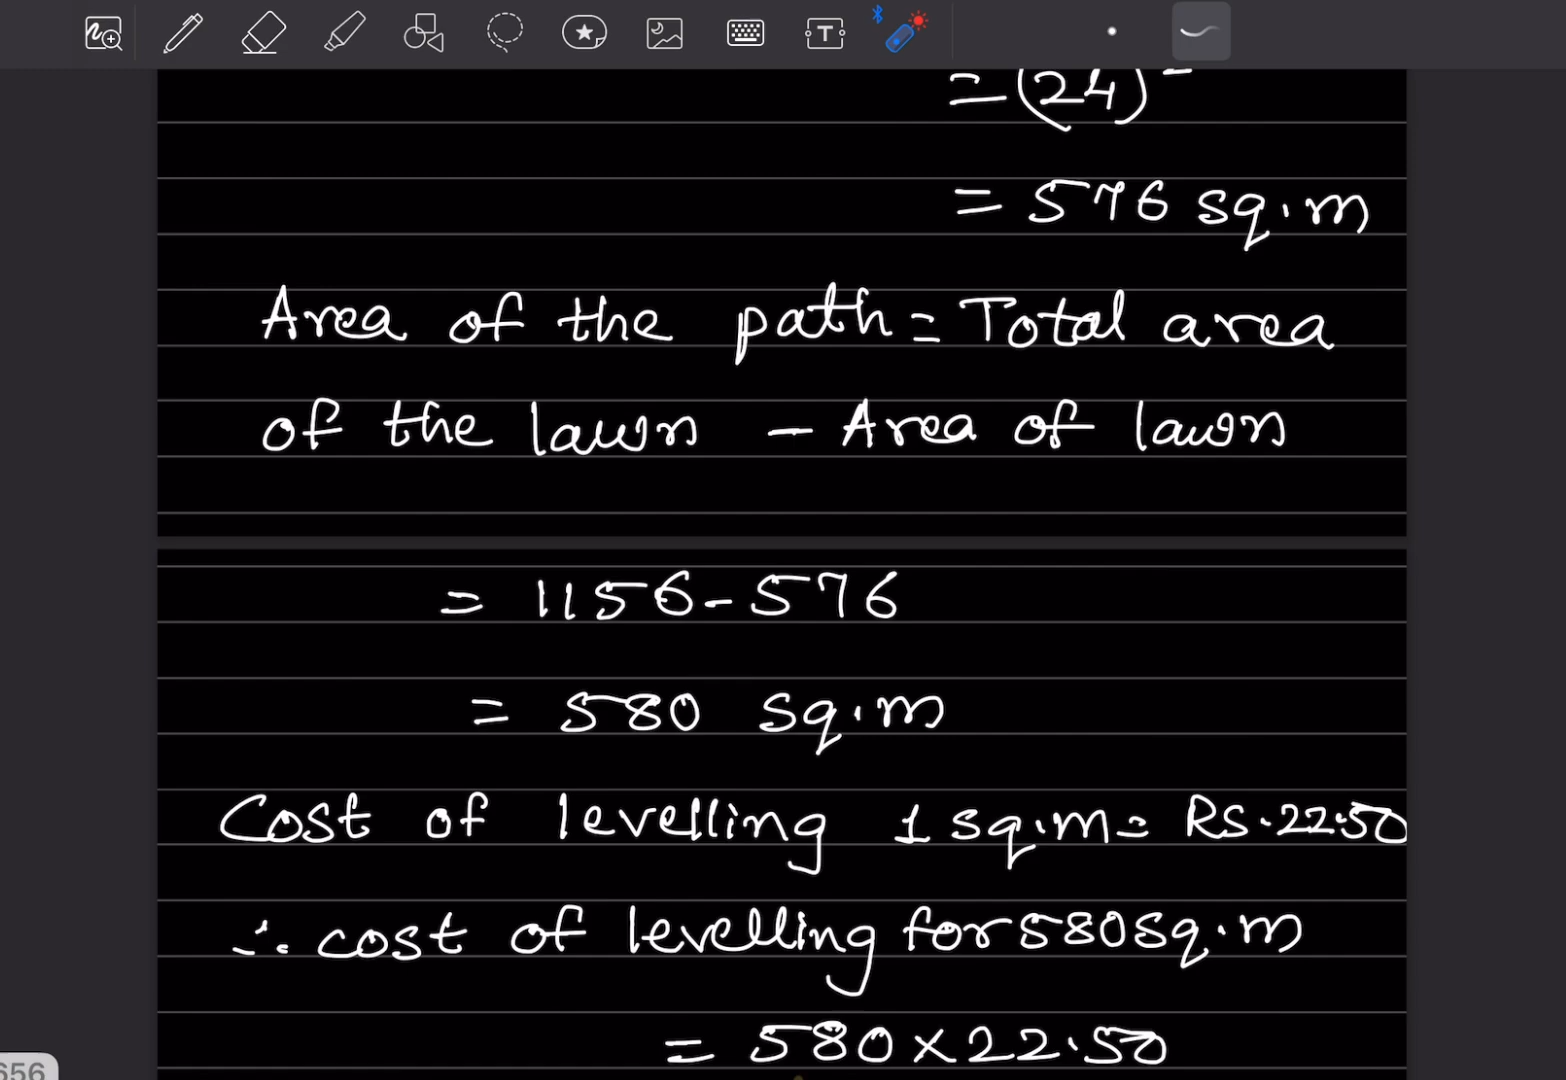 = (24)²
= 576 sq.m
Area of the path = Total area
of the lawn - Area of lawn
= 1156 - 576
= 580 sq.m
Cost of levelling 1 sq.m = RS.22.50
∴ cost of levelling for 580 sq.m
= 580 × 22.50
656